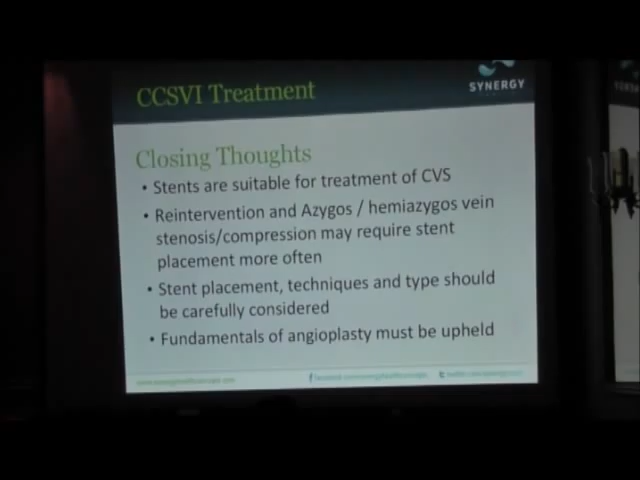 CCSVI Treatment
SYNERGY
Closing Thoughts
• Stents are suitable for treatment of CVS
• Reintervention and Azygos / hemiazygos vein
stenosis/compression may require stent
placement more often
• Stent placement, techniques and type should
be carefully considered
• Fundamentals of angioplasty must be upheld